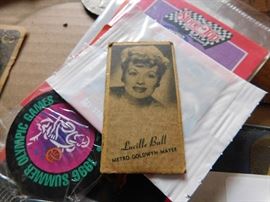 Lucille Ball
METRO-GOLDWYN-MAYER
1996 SUMMER OLYMPIC GAMES